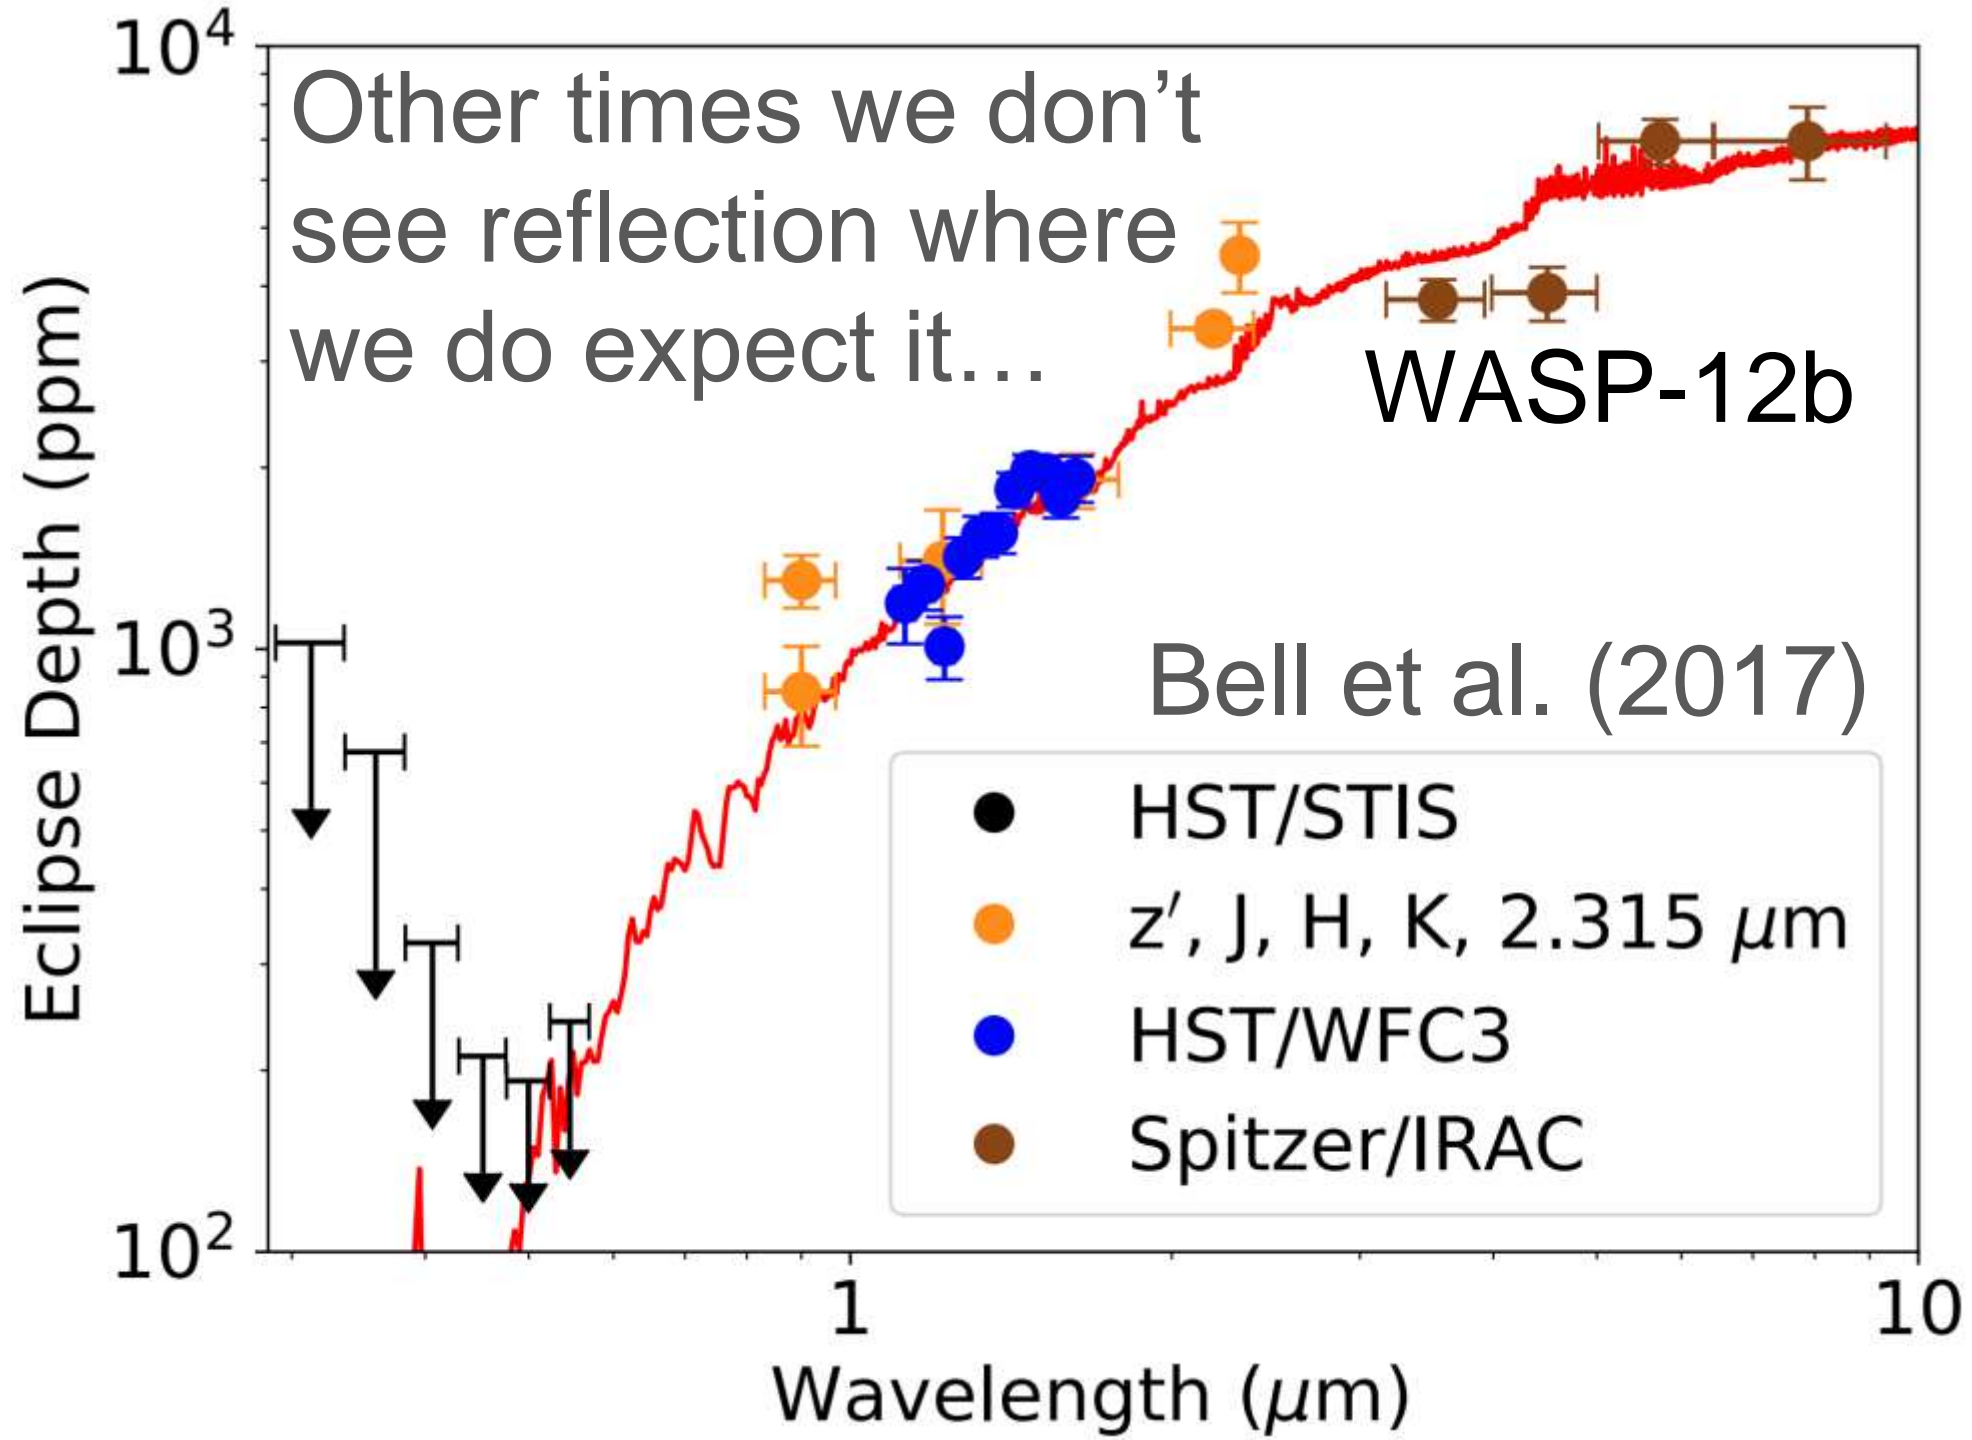 10⁴
Other times we don’t
see reflection where
we do expect it…
WASP-12b
Eclipse Depth (ppm)
10³
Bell et al. (2017)
HST/STIS
z′, J, H, K, 2.315 μm
HST/WFC3
Spitzer/IRAC
10²
1
10
Wavelength (μm)